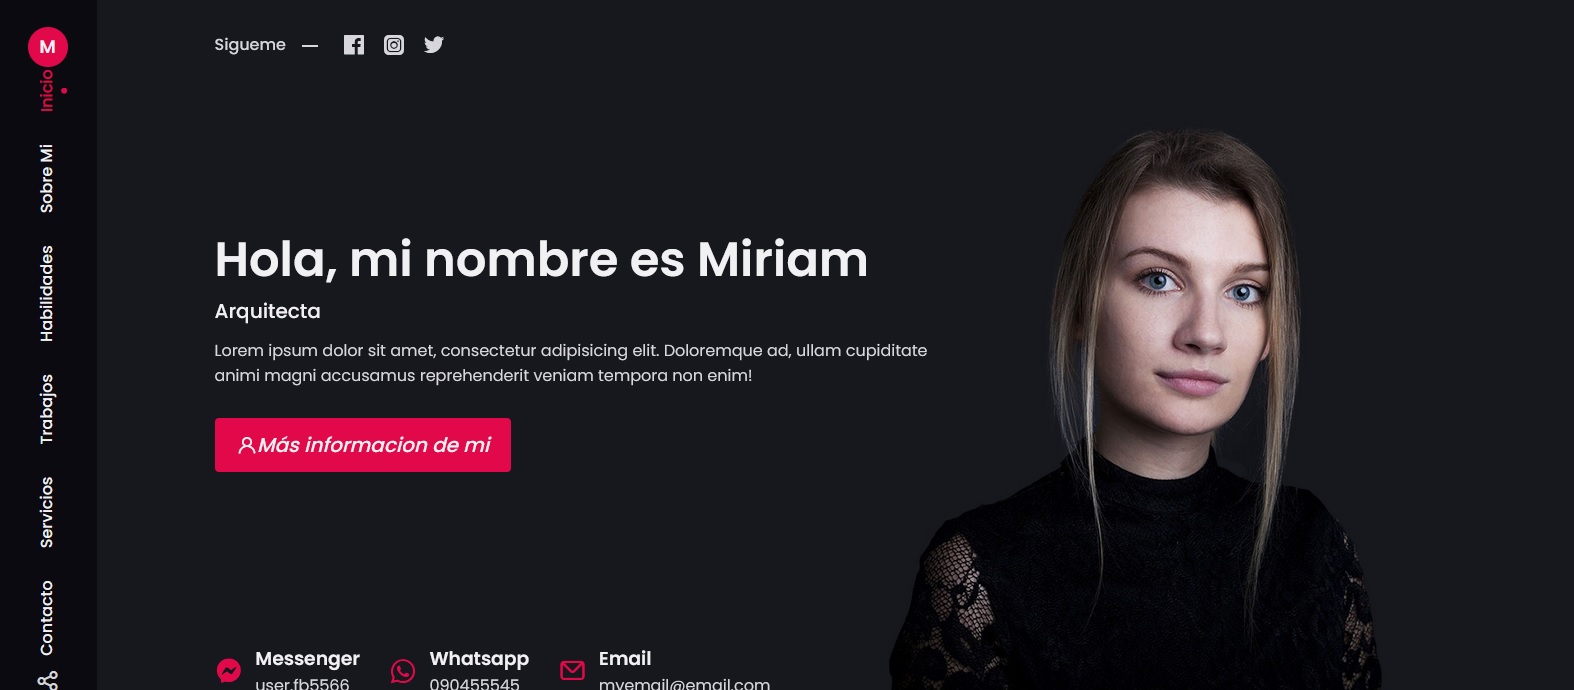 M
Inicio
Sobre Mi
Habilidades
Trabajos
Servicios
Contacto
Sigueme
Hola, mi nombre es Miriam
Arquitecta
Lorem ipsum dolor sit amet, consectetur adipisicing elit. Doloremque ad, ullam cupiditate
animi magni accusamus reprehenderit veniam tempora non enim!
Más informacion de mi
Messenger
user.fb5566
Whatsapp
090455545
Email
myemail@email.com